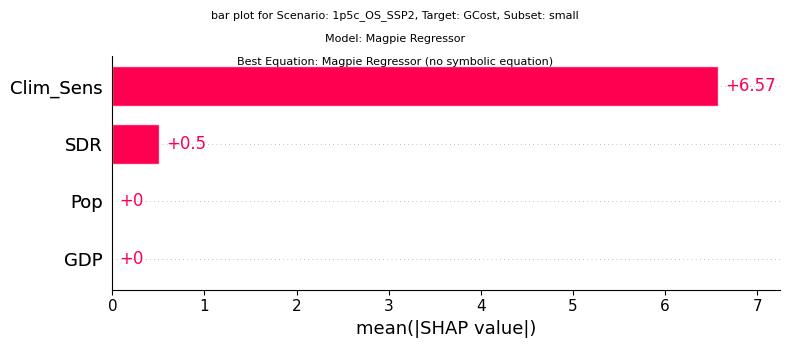 bar plot for Scenario: 1p5c_OS_SSP2, Target: GCost, Subset: small
Model: Magpie Regressor
Best Equation: Magpie Regressor (no symbolic equation)
Clim_Sens +6.57
SDR +0.5
Pop +0
GDP +0
0 1 2 3 4 5 6 7
mean(|SHAP value|)